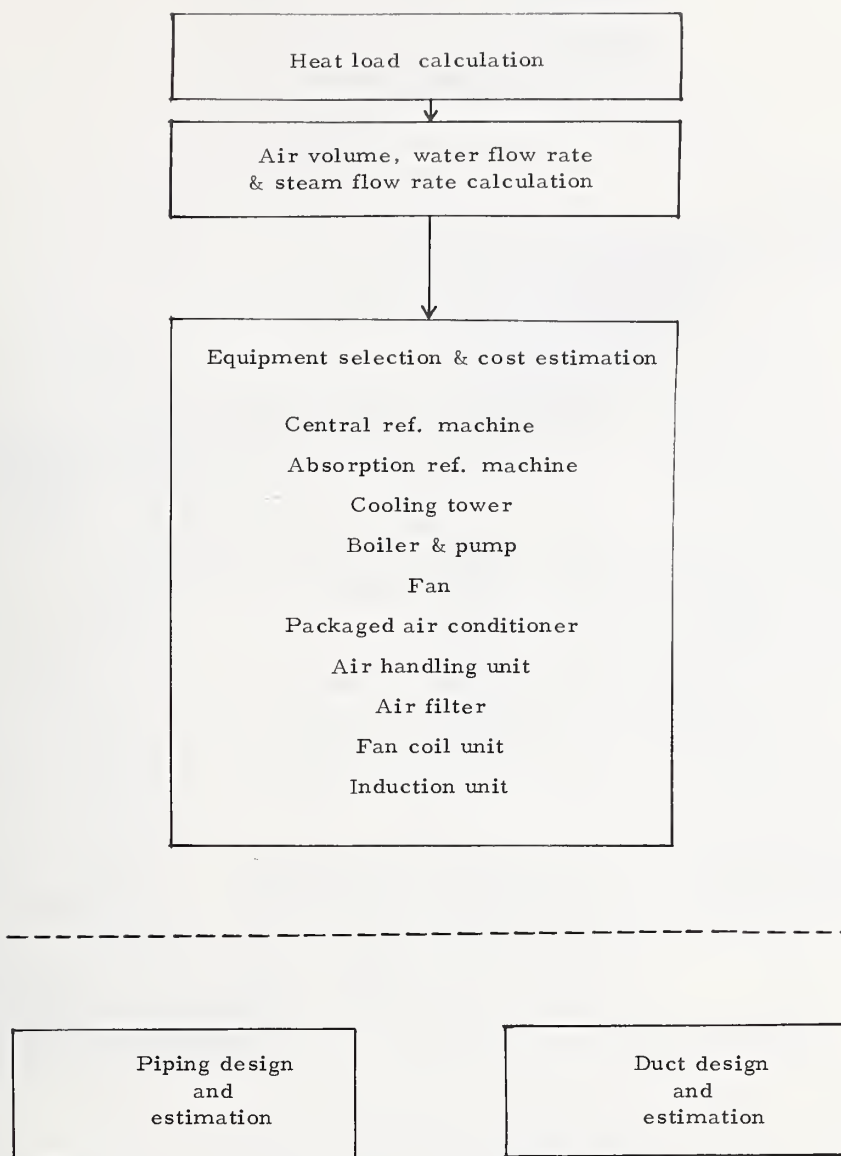 Heat load calculation
Air volume, water flow rate
& steam flow rate calculation
Equipment selection & cost estimation
Central ref. machine
Absorption ref. machine
Cooling tower
Boiler & pump
Fan
Packaged air conditioner
Air handling unit
Air filter
Fan coil unit
Induction unit
Piping design
and
estimation
Duct design
and
estimation